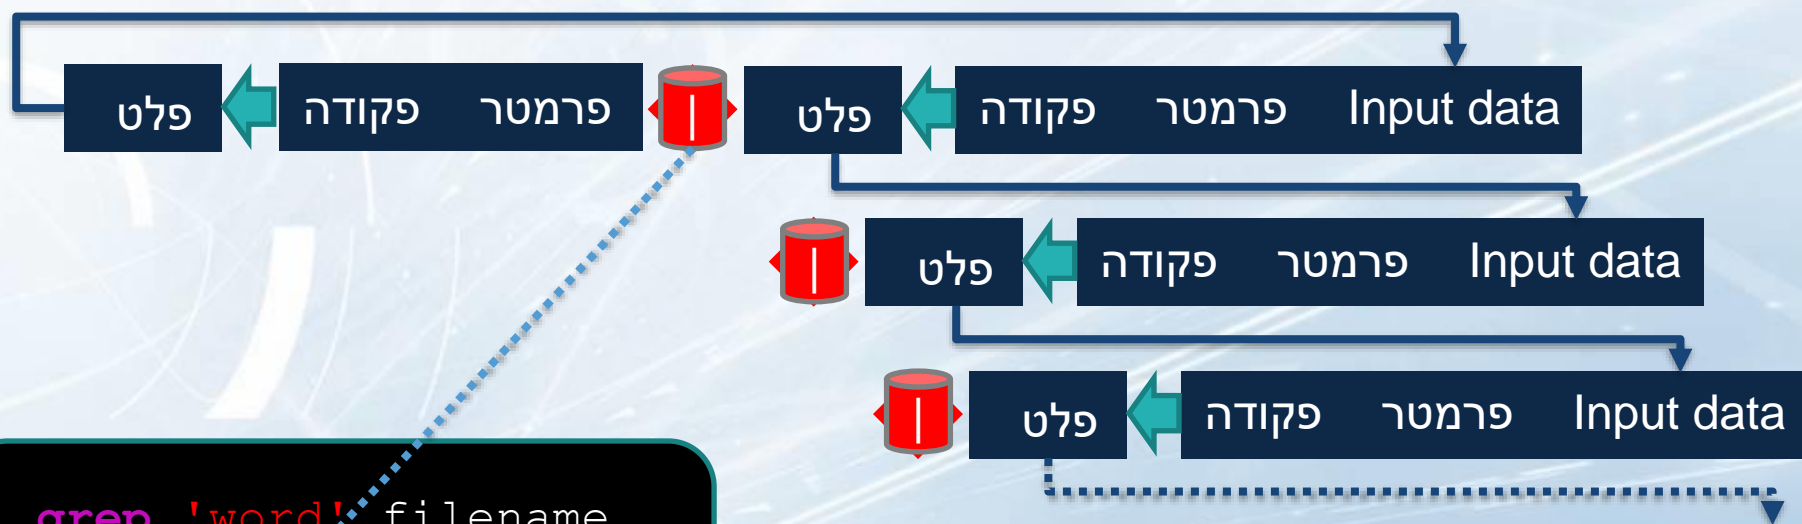 פלט פקודה פרמטר | פלט פקודה פרמטר Input data
| פלט פקודה פרמטר Input data
| פלט פקודה פרמטר Input data
grep 'word' filename